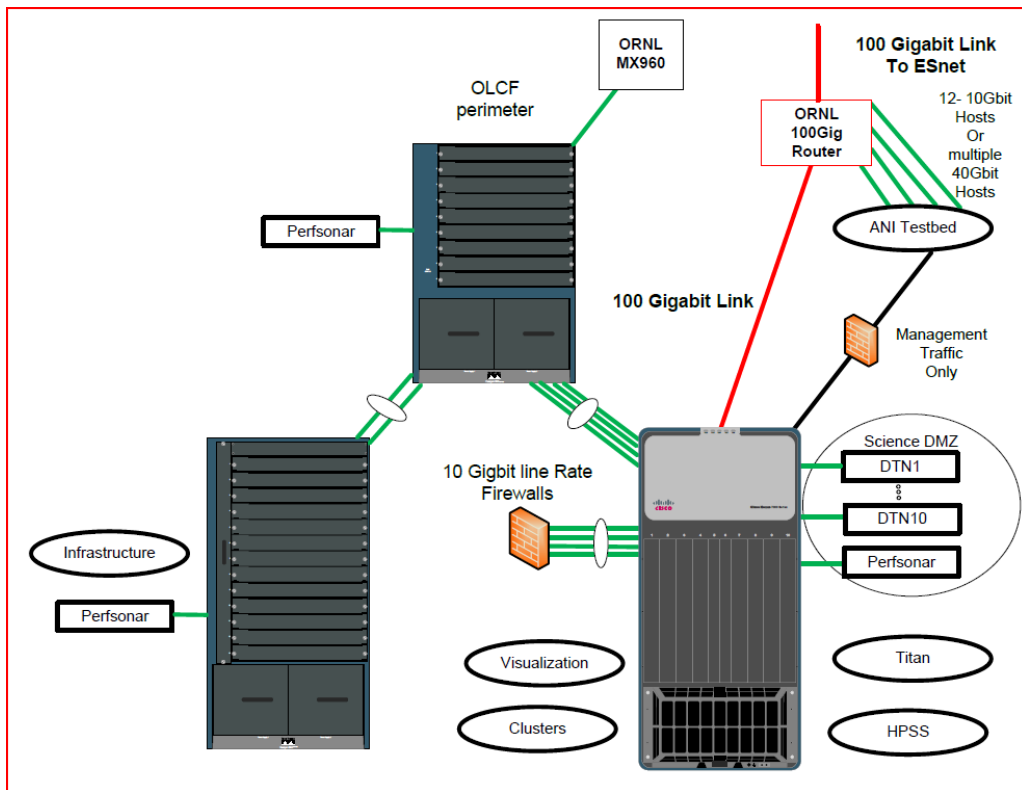 ORNL
MX960
100 Gigabit Link
To ESnet
OLCF
perimeter
ORNL
100Gig
Router
12- 10Gbit
Hosts
Or
multiple
40Gbit
Hosts
Perfsonar
ANI Testbed
100 Gigabit Link
Management
Traffic
Only
Science DMZ
10 Gigbit line Rate
Firewalls
DTN1
DTN10
CISCO
Infrastructure
Perfsonar
Perfsonar
Visualization
Titan
Clusters
HPSS